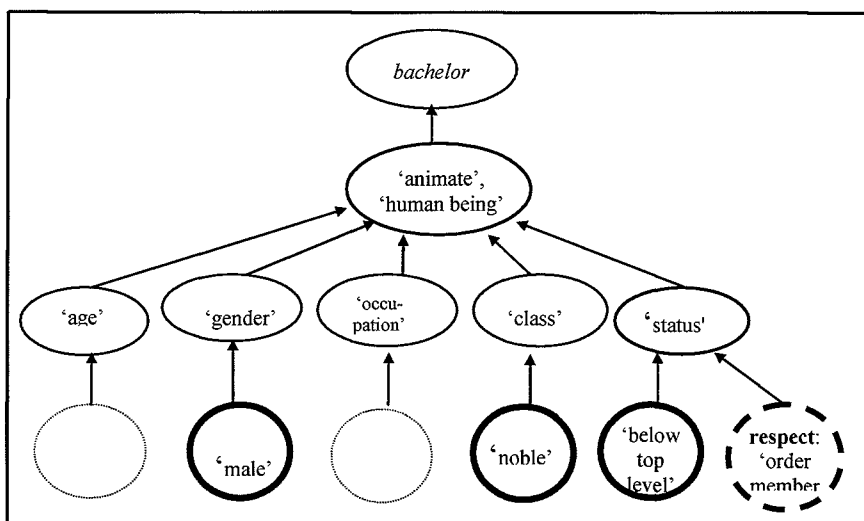 bachelor
‘animate’,
‘human being’
‘age’
‘gender’
‘occu-
pation’
‘class’
‘status'
‘male’
‘noble’
‘below
top
level’
respect:
‘order
member